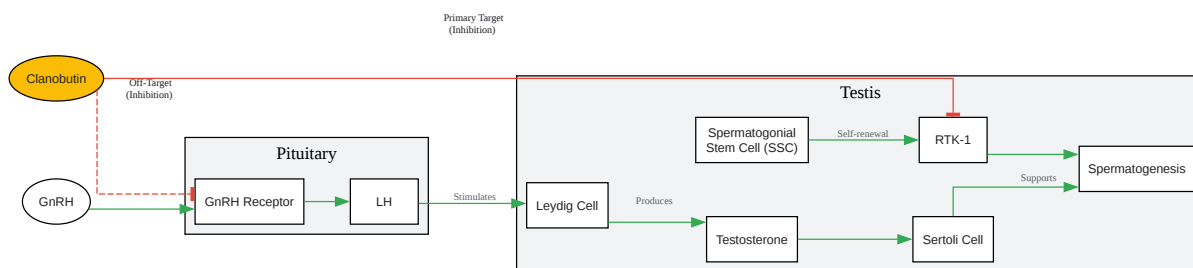 Primary Target
(Inhibition)
Clanobutin
Off-Target
(Inhibition)
Testis
Spermatogonial
Stem Cell (SSC)
Self-renewal
RTK-1
Pituitary
Spermatogenesis
GnRH
GnRH Receptor
LH
Stimulates
Leydig Cell
Produces
Supports
Testosterone
Sertoli Cell